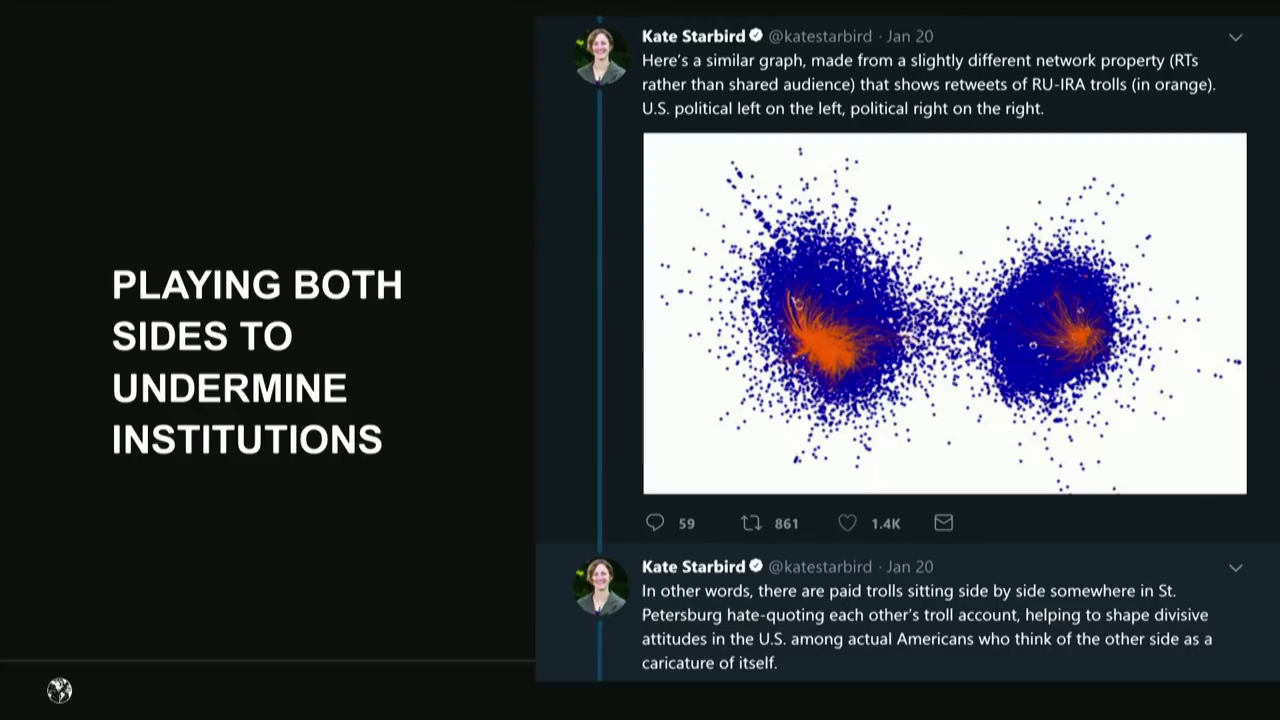 PLAYING BOTH
SIDES TO
UNDERMINE
INSTITUTIONS
Kate Starbird @katestarbird · Jan 20
Here's a similar graph, made from a slightly different network property (RTs
rather than shared audience) that shows retweets of RU-IRA trolls (in orange).
U.S. political left on the left, political right on the right.
59 861 1.4K
Kate Starbird @katestarbird · Jan 20
In other words, there are paid trolls sitting side by side somewhere in St.
Petersburg hate-quoting each other's troll account, helping to shape divisive
attitudes in the U.S. among actual Americans who think of the other side as a
caricature of itself.